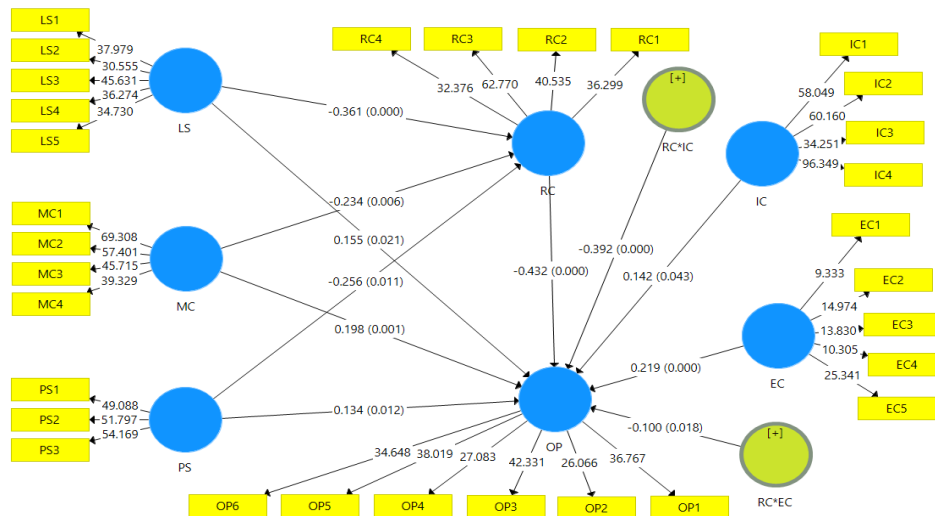 LS1
LS2
LS3
LS4
LS5
37.979
30.555
45.631
36.274
34.730
LS
RC4
RC3
RC2
RC1
32.376
62.770
40.535
36.299
RC
[+]
RC*IC
IC1
IC2
IC3
IC4
58.049
60.160
34.251
96.349
IC
-0.361 (0.000)
-0.234 (0.006)
0.155 (0.021)
-0.256 (0.011)
0.198 (0.001)
0.134 (0.012)
-0.432 (0.000)
-0.392 (0.000)
0.142 (0.043)
0.219 (0.000)
-0.100 (0.018)
MC1
MC2
MC3
MC4
69.308
57.401
45.715
39.329
MC
EC1
EC2
EC3
EC4
EC5
9.333
14.974
13.830
10.305
25.341
EC
PS1
PS2
PS3
49.088
51.797
54.169
PS
OP
[+]
RC*EC
34.648
38.019
27.083
42.331
26.066
36.767
OP6
OP5
OP4
OP3
OP2
OP1